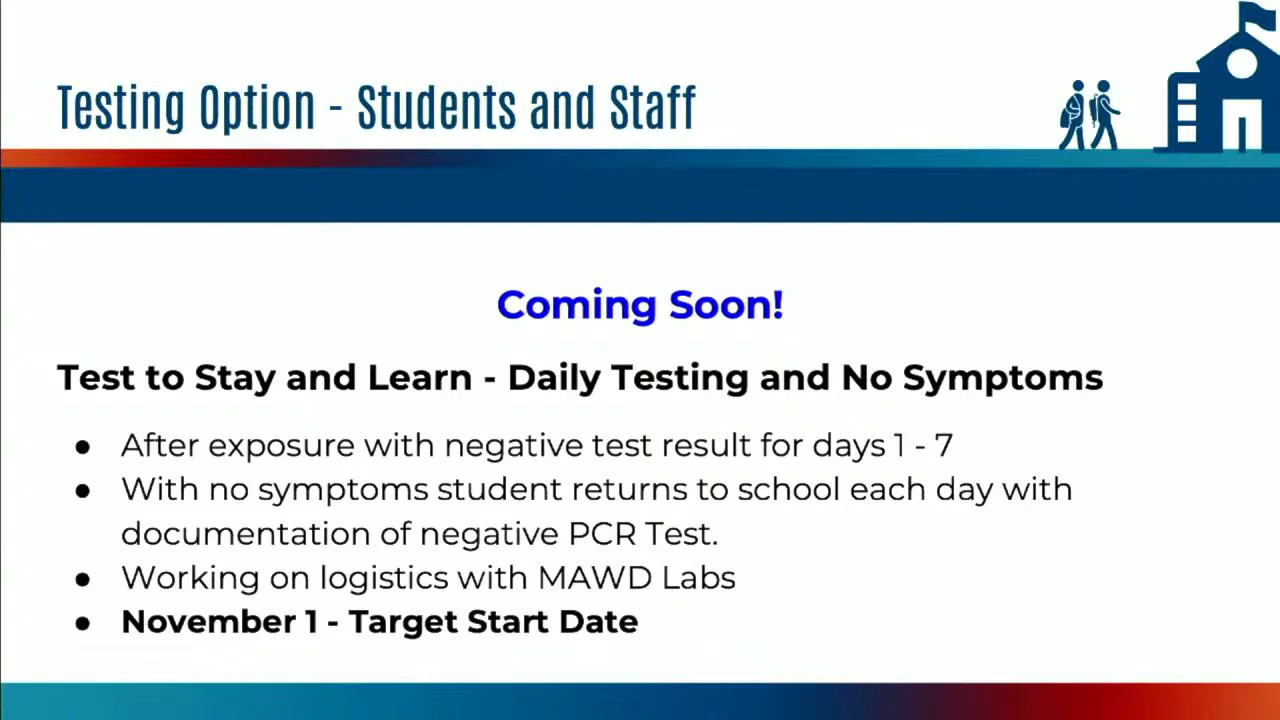 Testing Option - Students and Staff
Coming Soon!
Test to Stay and Learn - Daily Testing and No Symptoms
● After exposure with negative test result for days 1 - 7
● With no symptoms student returns to school each day with
documentation of negative PCR Test.
● Working on logistics with MAWD Labs
● November 1 - Target Start Date